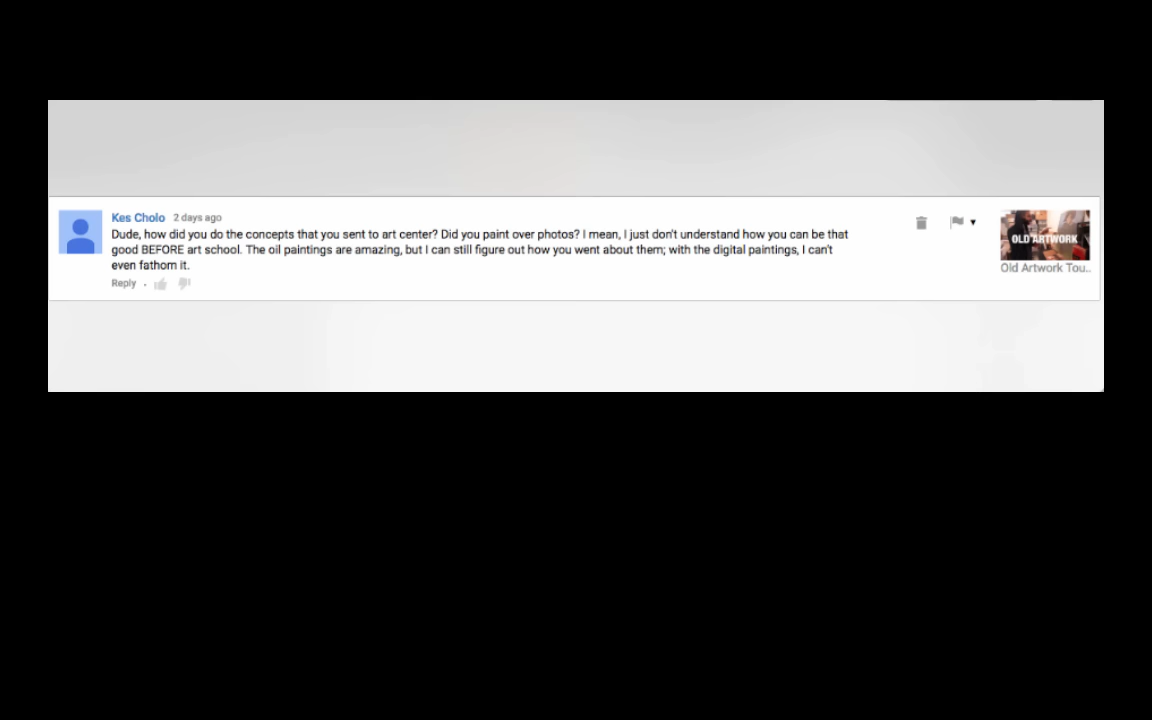 Kes Cholo 2 days ago
Dude, how did you do the concepts that you sent to art center? Did you paint over photos? I mean, I just don't understand how you can be that
good BEFORE art school. The oil paintings are amazing, but I can still figure out how you went about them; with the digital paintings, I can't
even fathom it.
Reply .
OLD ARTWORK
Old Artwork Tou..